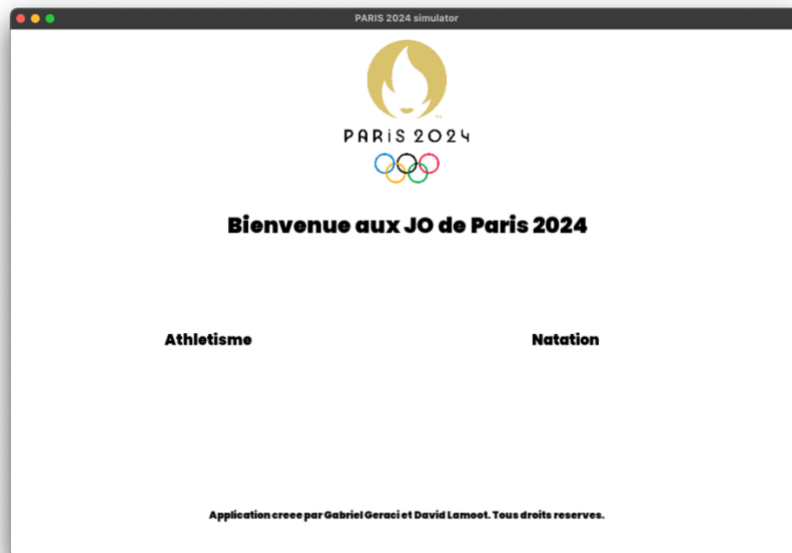 PARIS 2024 simulator
PARiS 2024
Bienvenue aux JO de Paris 2024
Athletisme
Natation
Application creee par Gabriel Geraci et David Lamoot. Tous droits reserves.